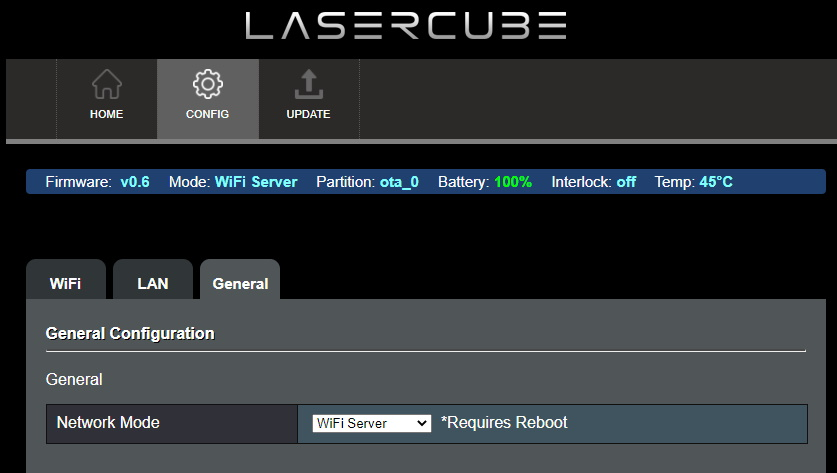 LASERCUBE
HOME CONFIG UPDATE
Firmware: v0.6 Mode: WiFi Server Partition: ota_0 Battery: 100% Interlock: off Temp: 45°C
WiFi LAN General
General Configuration
General
Network Mode WiFi Server *Requires Reboot